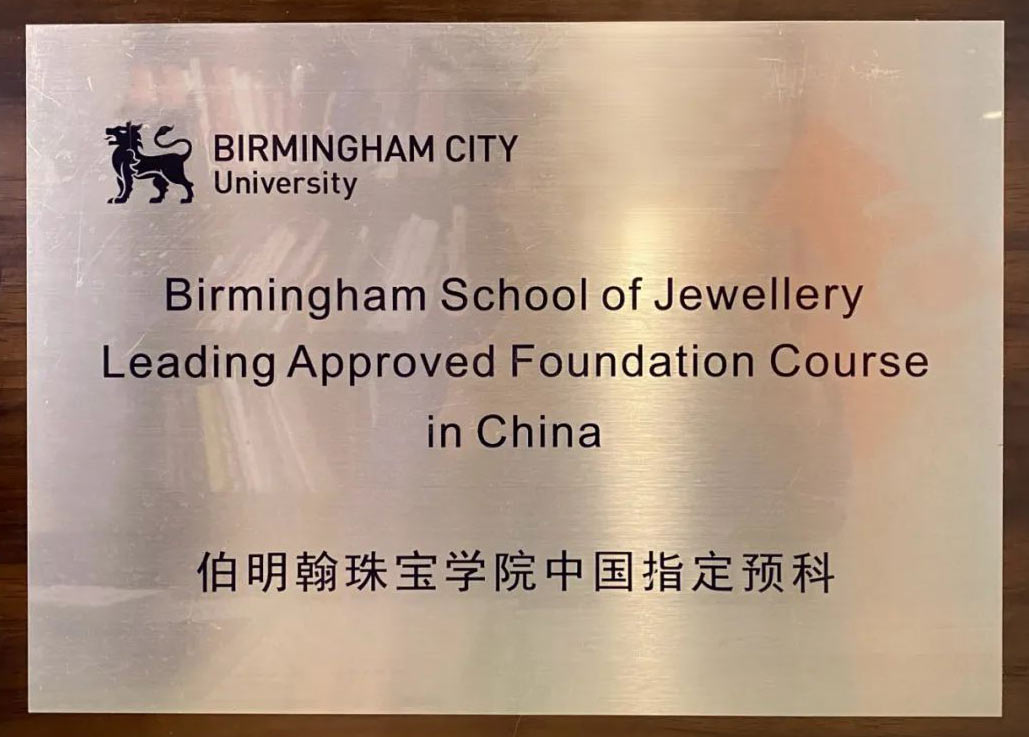 BIRMINGHAM CITY
University
Birmingham School of Jewellery
Leading Approved Foundation Course
in China
伯明翰珠宝学院中国指定预科